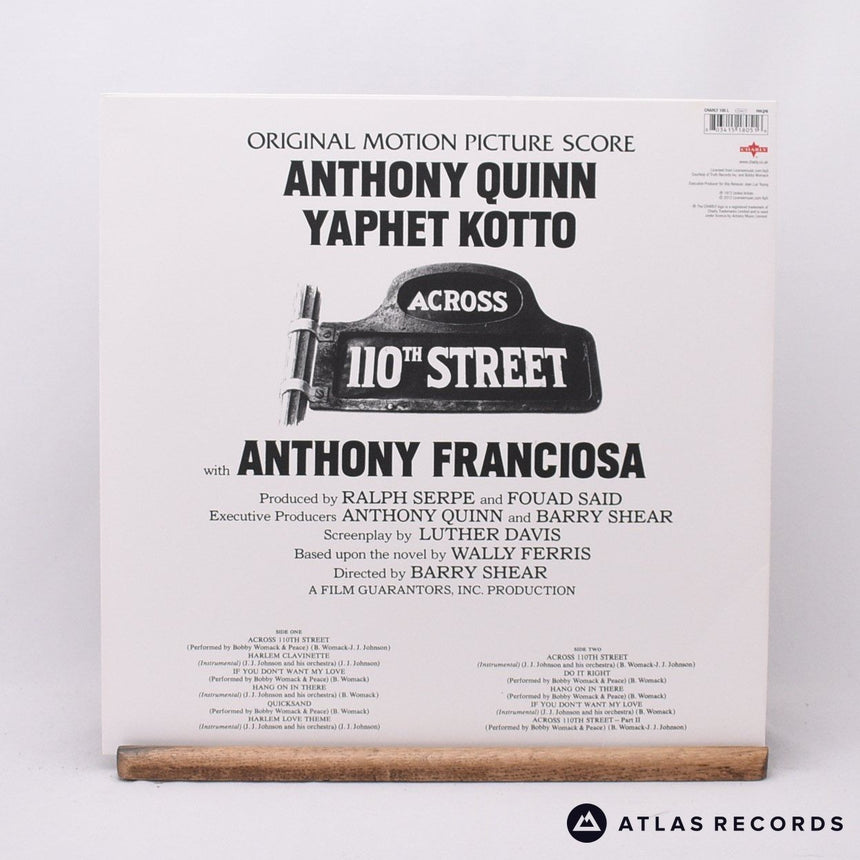 CHARLY 180 L
CHARLY
www.charly.co.uk
ORIGINAL MOTION PICTURE SCORE
ANTHONY QUINN
YAPHET KOTTO
ACROSS
110TH STREET
with ANTHONY FRANCIOSA
Produced by RALPH SERPE and FOUAD SAID
Executive Producers ANTHONY QUINN and BARRY SHEAR
Screenplay by LUTHER DAVIS
Based upon the novel by WALLY FERRIS
Directed by BARRY SHEAR
A FILM GUARANTORS, INC. PRODUCTION
SIDE ONE
ACROSS 110TH STREET
(Performed by Bobby Womack & Peace) (B. Womack-J. J. Johnson)
HARLEM CLAVINETTE
(Instrumental) (J. J. Johnson and his orchestra) (J. J. Johnson)
IF YOU DON'T WANT MY LOVE
(Performed by Bobby Womack & Peace) (B. Womack)
HANG ON IN THERE
(Instrumental) (J. J. Johnson and his orchestra) (B. Womack)
QUICKSAND
(Performed by Bobby Womack & Peace) (B. Womack)
HARLEM LOVE THEME
(Instrumental) (J. J. Johnson and his orchestra) (J. J. Johnson)
SIDE TWO
ACROSS 110TH STREET
(Instrumental) (J. J. Johnson and his orchestra) (B. Womack-J. J. Johnson)
DO IT RIGHT
(Performed by Bobby Womack & Peace) (B. Womack)
HANG ON IN THERE
(Performed by Bobby Womack & Peace) (B. Womack)
IF YOU DON'T WANT MY LOVE
(Instrumental) (J. J. Johnson and his orchestra) (B. Womack)
ACROSS 110TH STREET – Part II
(Performed by Bobby Womack & Peace) (B. Womack-J. J. Johnson)
ATLAS RECORDS